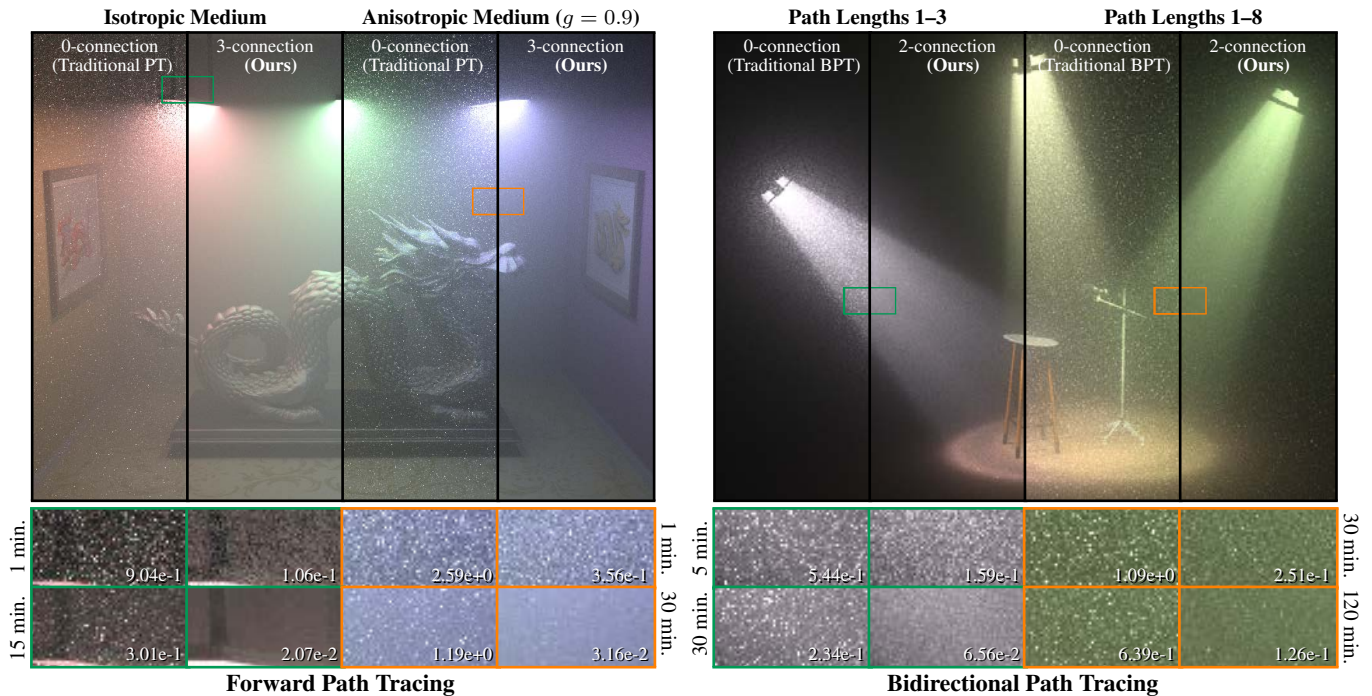 Isotropic Medium
Anisotropic Medium (g = 0.9)
0-connection
(Traditional PT)
3-connection
(Ours)
0-connection
(Traditional PT)
3-connection
(Ours)
1 min.
9.04e-1
1.06e-1
2.59e+0
3.56e-1
1 min.
15 min.
3.01e-1
2.07e-2
1.19e+0
3.16e-2
30 min.
Forward Path Tracing
Path Lengths 1–3
Path Lengths 1–8
0-connection
(Traditional BPT)
2-connection
(Ours)
0-connection
(Traditional BPT)
2-connection
(Ours)
5 min.
5.44e-1
1.59e-1
1.09e+0
2.51e-1
30 min.
30 min.
2.34e-1
6.56e-2
6.39e-1
1.26e-1
120 min.
Bidirectional Path Tracing